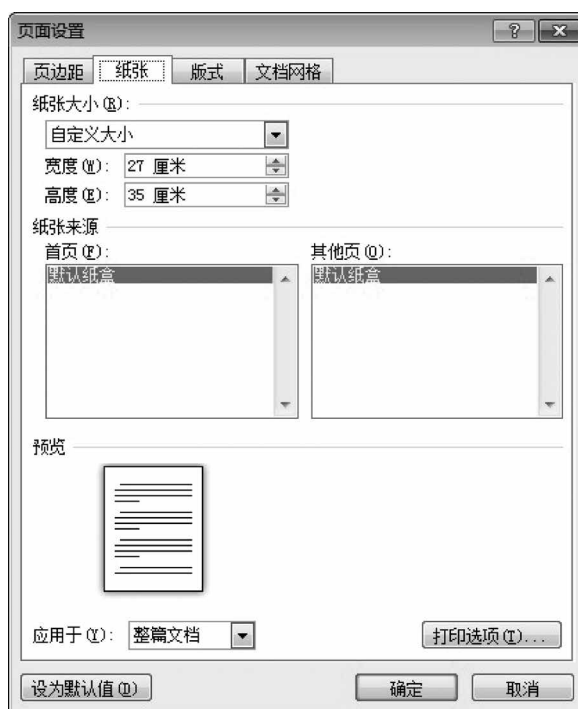 页面设置
页边距 纸张 版式 文档网格
纸张大小(R):
自定义大小
宽度(W): 27 厘米
高度(E): 35 厘米
纸张来源
首页(F): 其他页(O):
默认纸盒 默认纸盒
预览
应用于(Y): 整篇文档 打印选项(T)...
设为默认值(D) 确定 取消